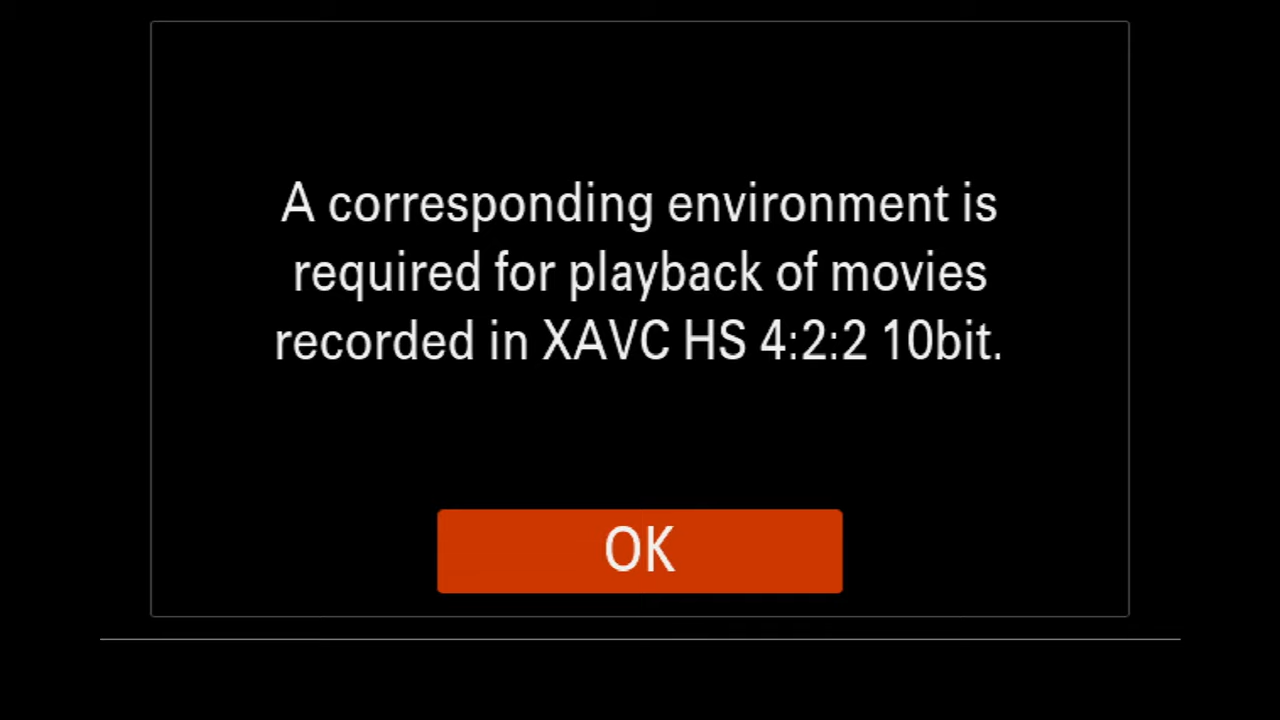 A corresponding environment is
required for playback of movies
recorded in XAVC HS 4:2:2 10bit.
OK